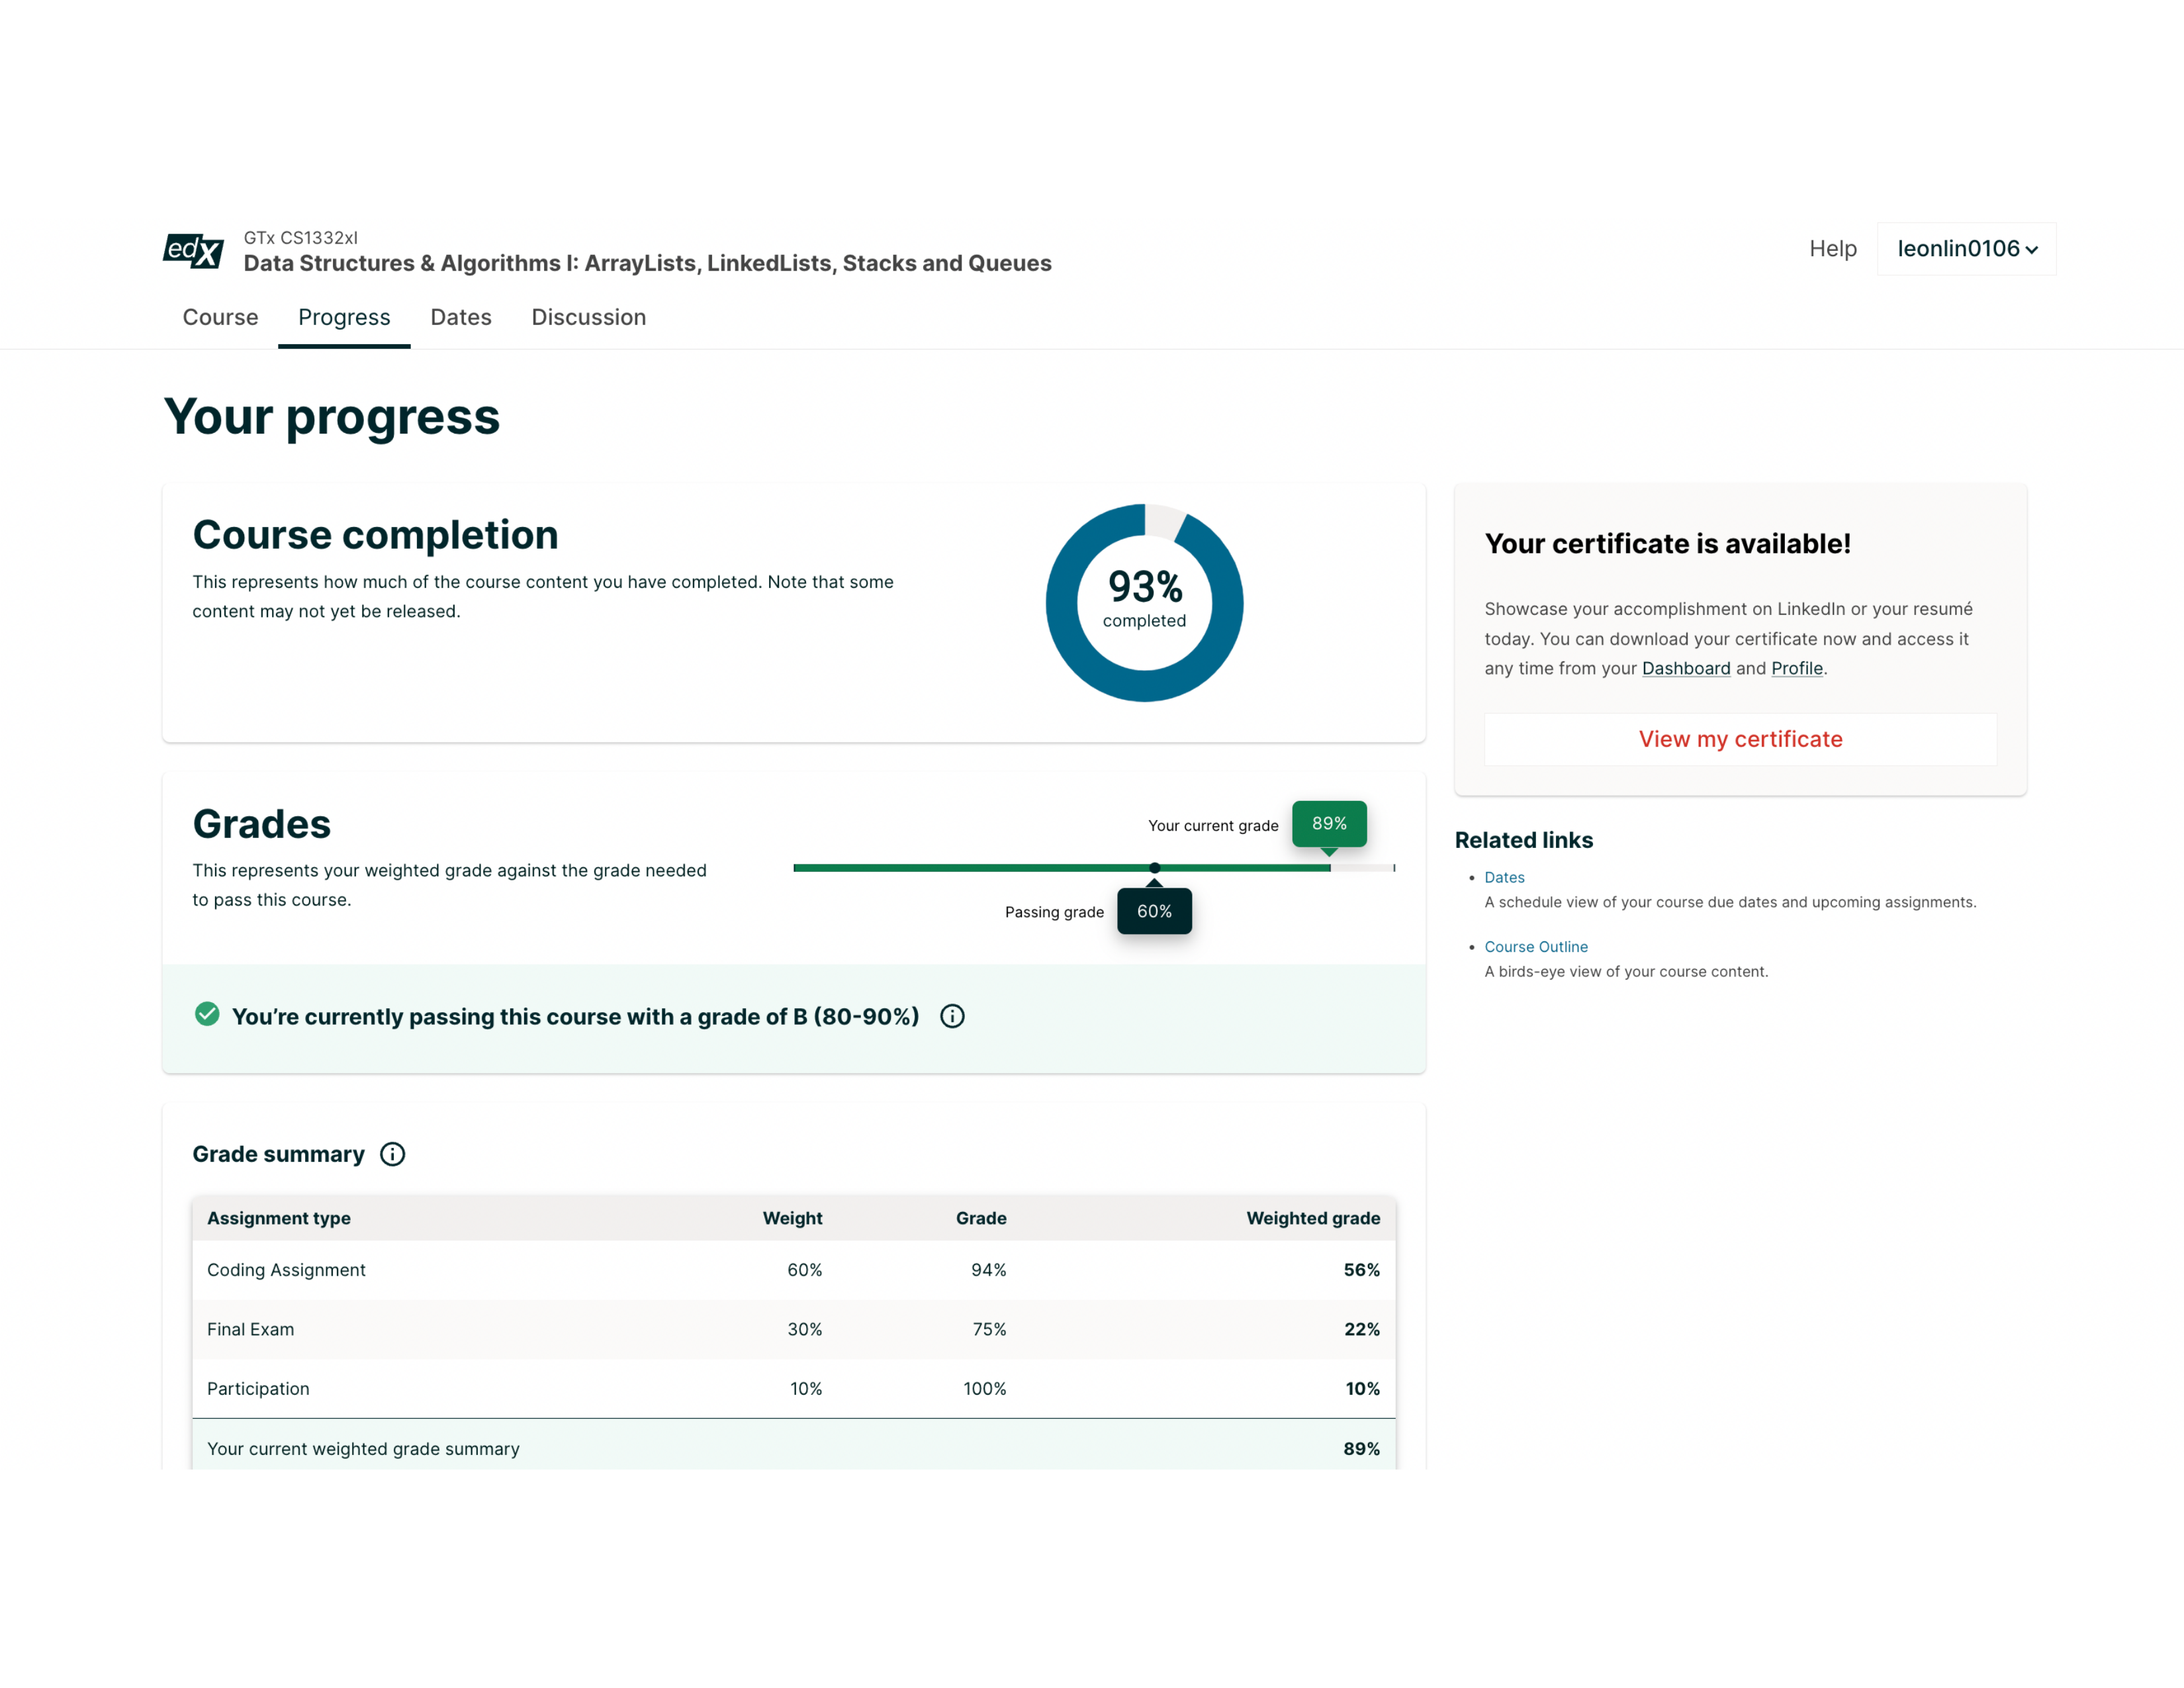 edX
GTx CS1332xI
Data Structures & Algorithms I: ArrayLists, LinkedLists, Stacks and Queues
Help
leonlin0106
Course Progress Dates Discussion
Your progress
Course completion
This represents how much of the course content you have completed. Note that some
content may not yet be released.
93%
completed
Grades
This represents your weighted grade against the grade needed
to pass this course.
Your current grade 89%
Passing grade 60%
You’re currently passing this course with a grade of B (80-90%)
Grade summary
Assignment type Weight Grade Weighted grade
Coding Assignment 60% 94% 56%
Final Exam 30% 75% 22%
Participation 10% 100% 10%
Your current weighted grade summary 89%
Your certificate is available!
Showcase your accomplishment on LinkedIn or your resumé
today. You can download your certificate now and access it
any time from your Dashboard and Profile.
View my certificate
Related links
Dates
A schedule view of your course due dates and upcoming assignments.
Course Outline
A birds-eye view of your course content.